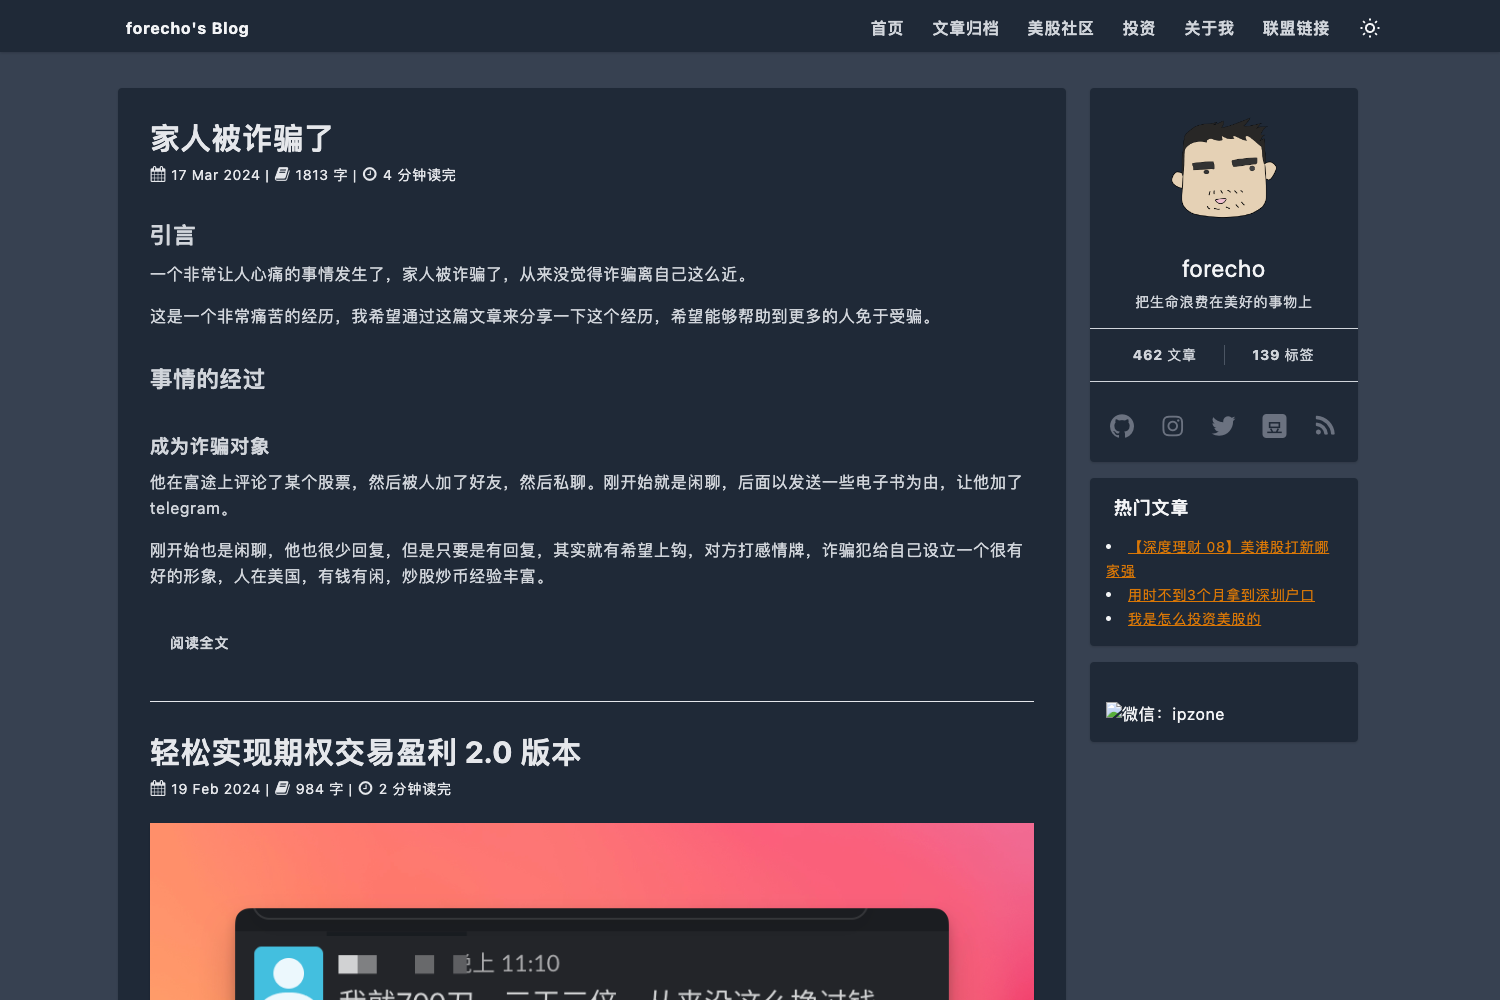 forecho's Blog
首页 文章归档 美股社区 投资 关于我 联盟链接
家人被诈骗了
17 Mar 2024 | 1813 字 | 4 分钟读完
引言
一个非常让人心痛的事情发生了，家人被诈骗了，从来没觉得诈骗离自己这么近。
这是一个非常痛苦的经历，我希望通过这篇文章来分享一下这个经历，希望能够帮助到更多的人免于受骗。
事情的经过
成为诈骗对象
他在富途上评论了某个股票，然后被人加了好友，然后私聊。刚开始就是闲聊，后面以发送一些电子书为由，让他加了
telegram。
刚开始也是闲聊，他也很少回复，但是只要是有回复，其实就有希望上钩，对方打感情牌，诈骗犯给自己设立一个很有
好的形象，人在美国，有钱有闲，炒股炒币经验丰富。
阅读全文
轻松实现期权交易盈利 2.0 版本
19 Feb 2024 | 984 字 | 2 分钟读完
上 11:10
forecho
把生命浪费在美好的事物上
462 文章 139 标签
豆
热门文章
【深度理财 08】美港股打新哪
家强
用时不到3个月拿到深圳户口
我是怎么投资美股的
微信：ipzone